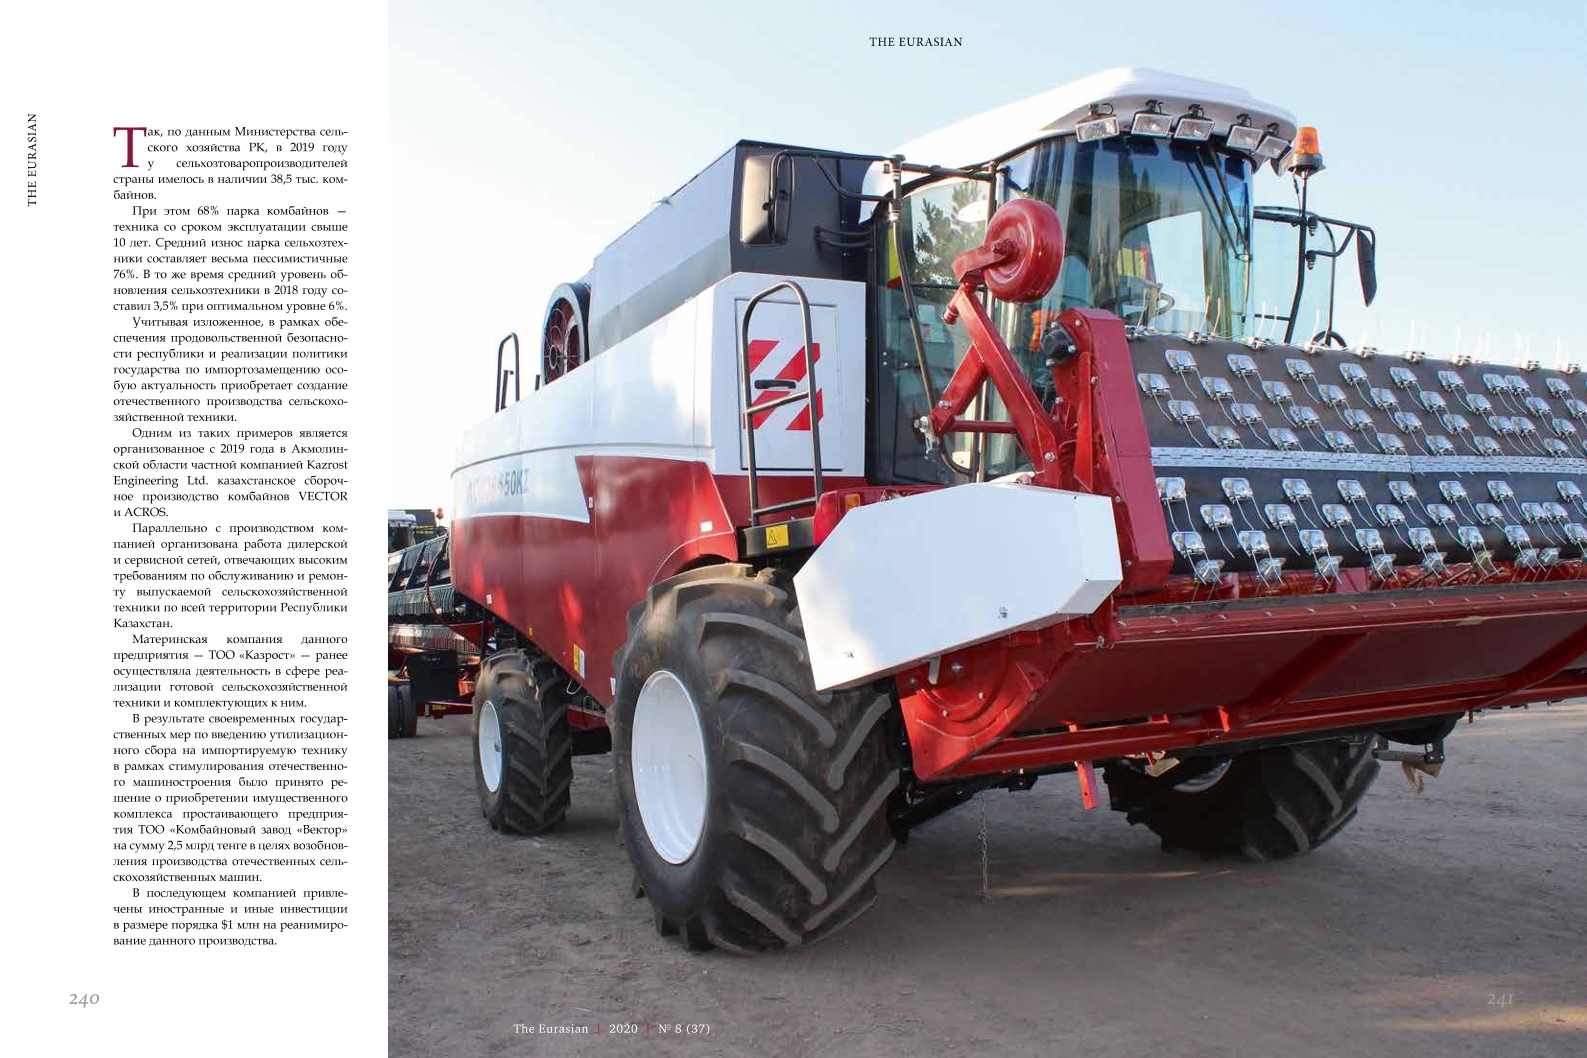 THE EURASIAN
THE EURASIAN
Так, по данным Министерства сель-
ского хозяйства РК, в 2019 году
у сельхозтоваропроизводителей
страны имелось в наличии 38,5 тыс. ком-
байнов.
При этом 68% парка комбайнов —
техника со сроком эксплуатации свыше
10 лет. Средний износ парка сельхозтех-
ники составляет весьма пессимистичные
76%. В то же время средний уровень об-
новления сельхозтехники в 2018 году со-
ставил 3,5% при оптимальном уровне 6%.
Учитывая изложенное, в рамках обе-
спечения продовольственной безопасно-
сти республики и реализации политики
государства по импортозамещению осо-
бую актуальность приобретает создание
отечественного производства сельскохо-
зяйственной техники.
Одним из таких примеров является
организованное с 2019 года в Акмолин-
ской области частной компанией Kazrost
Engineering Ltd. казахстанское сбороч-
ное производство комбайнов VECTOR
и ACROS.
Параллельно с производством ком-
панией организована работа дилерской
и сервисной сетей, отвечающих высоким
требованиям по обслуживанию и ремон-
ту выпускаемой сельскохозяйственной
техники по всей территории Республики
Казахстан.
Материнская компания данного
предприятия — ТОО «Казрост» — ранее
осуществляла деятельность в сфере реа-
лизации готовой сельскохозяйственной
техники и комплектующих к ним.
В результате своевременных государ-
ственных мер по введению утилизацион-
ного сбора на импортируемую технику
в рамках стимулирования отечественно-
го машиностроения было принято ре-
шение о приобретении имущественного
комплекса простаивающего предприя-
тия ТОО «Комбайновый завод «Вектор»
на сумму 2,5 млрд тенге в целях возобнов-
ления производства отечественных сель-
скохозяйственных машин.
В последующем компанией привле-
чены иностранные и иные инвестиции
в размере порядка $1 млн на реанимиро-
вание данного производства.
240
241
The Eurasian | 2020 | № 8 (37)